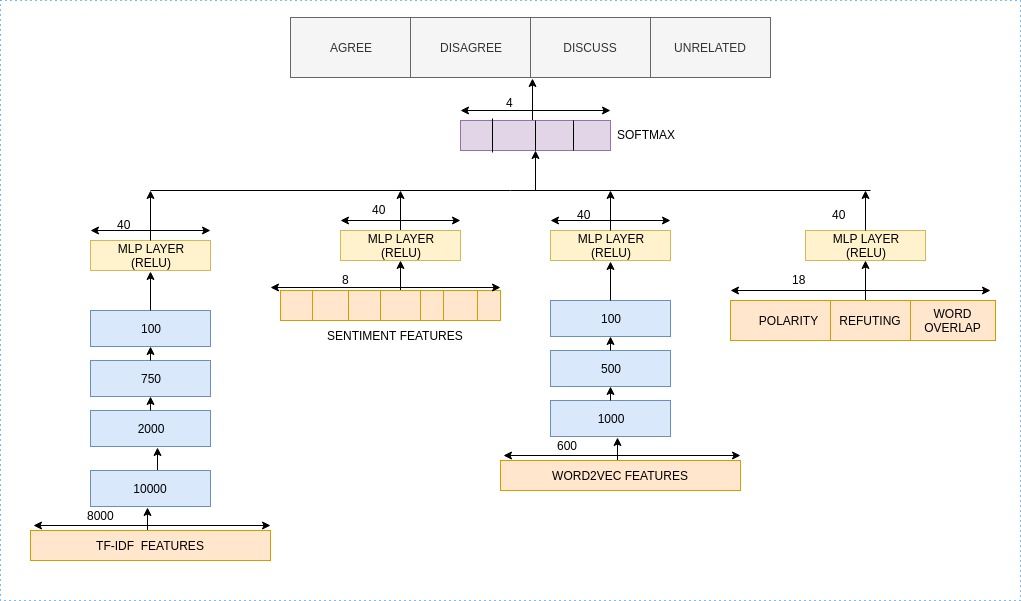 AGREE DISAGREE DISCUSS UNRELATED
4
SOFTMAX
40
MLP LAYER
(RELU)
100
750
2000
10000
8000
TF-IDF FEATURES
40
MLP LAYER
(RELU)
8
SENTIMENT FEATURES
40
MLP LAYER
(RELU)
100
500
1000
600
WORD2VEC FEATURES
40
MLP LAYER
(RELU)
18
POLARITY
REFUTING
WORD
OVERLAP